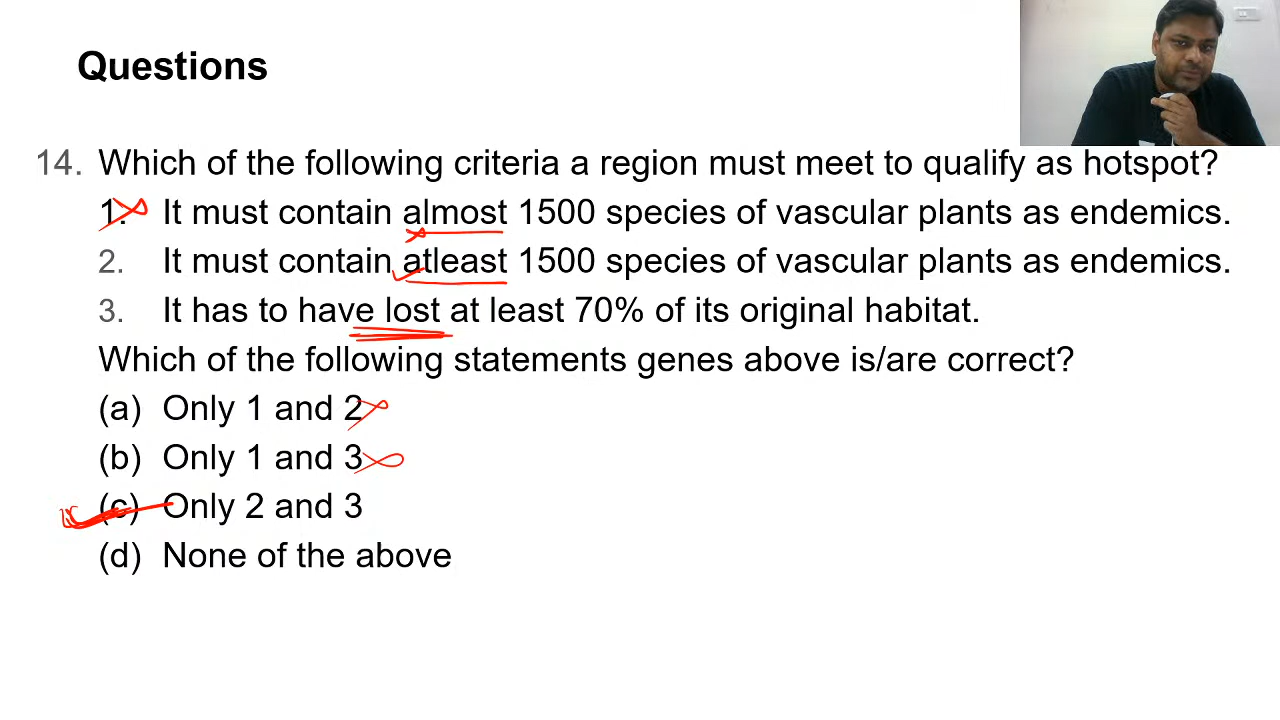 Questions
14. Which of the following criteria a region must meet to qualify as hotspot?
1. It must contain almost 1500 species of vascular plants as endemics.
2. It must contain atleast 1500 species of vascular plants as endemics.
3. It has to have lost at least 70% of its original habitat.
Which of the following statements genes above is/are correct?
(a) Only 1 and 2
(b) Only 1 and 3
(c) Only 2 and 3
(d) None of the above